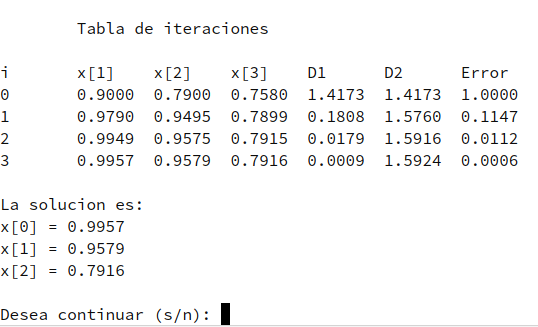 Tabla de iteraciones
i x[1] x[2] x[3] D1 D2 Error
0 0.9000 0.7900 0.7580 1.4173 1.4173 1.0000
1 0.9790 0.9495 0.7899 0.1808 1.5760 0.1147
2 0.9949 0.9575 0.7915 0.0179 1.5916 0.0112
3 0.9957 0.9579 0.7916 0.0009 1.5924 0.0006
La solucion es:
x[0] = 0.9957
x[1] = 0.9579
x[2] = 0.7916
Desea continuar (s/n):